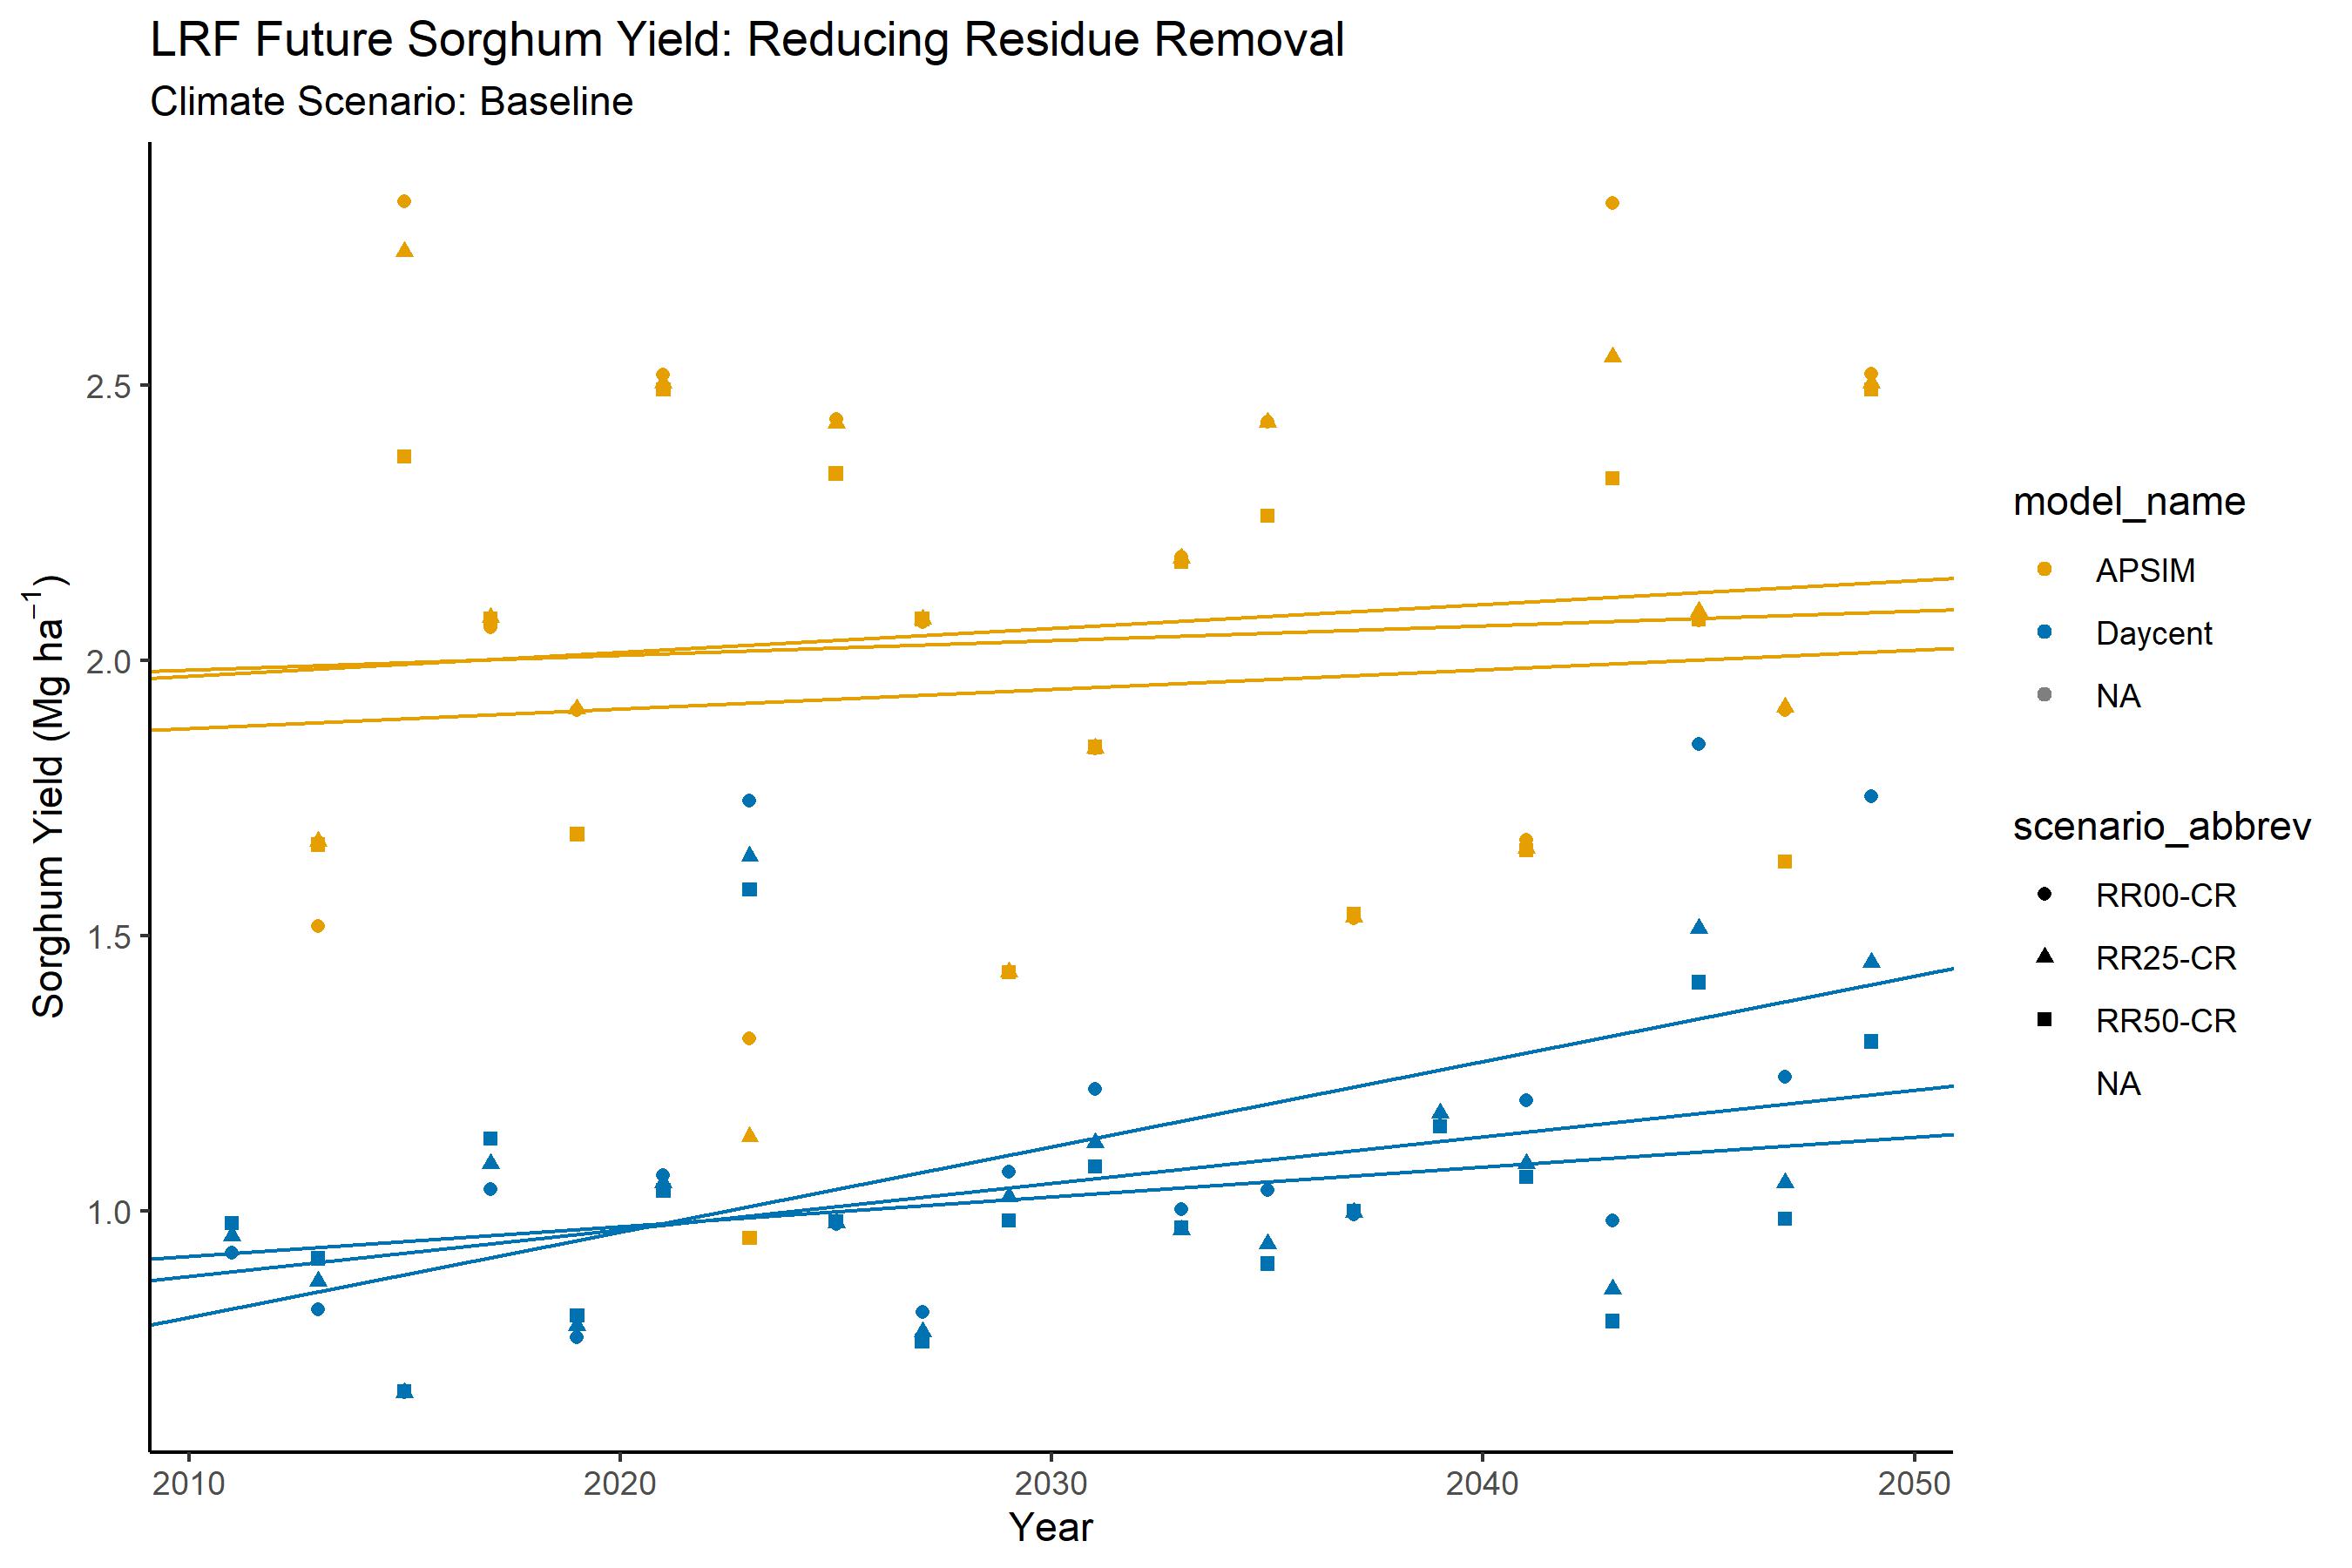 LRF Future Sorghum Yield: Reducing Residue Removal
Climate Scenario: Baseline
Sorghum Yield (Mg ha⁻¹)
2.5
2.0
1.5
1.0
2010 2020 2030 2040 2050
Year
model_name
APSIM
Daycent
NA
scenario_abbrev
RR00-CR
RR25-CR
RR50-CR
NA